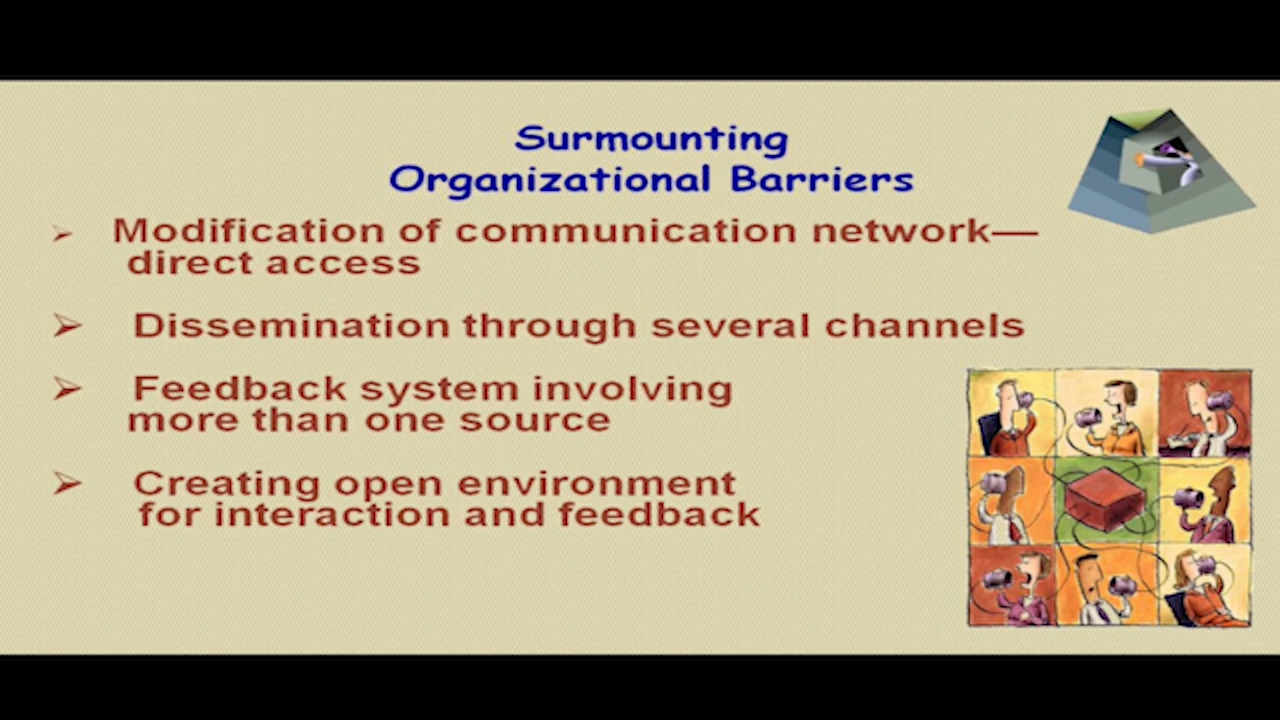 Surmounting
Organizational Barriers
➢ Modification of communication network—
direct access
➢ Dissemination through several channels
➢ Feedback system involving
more than one source
➢ Creating open environment
for interaction and feedback